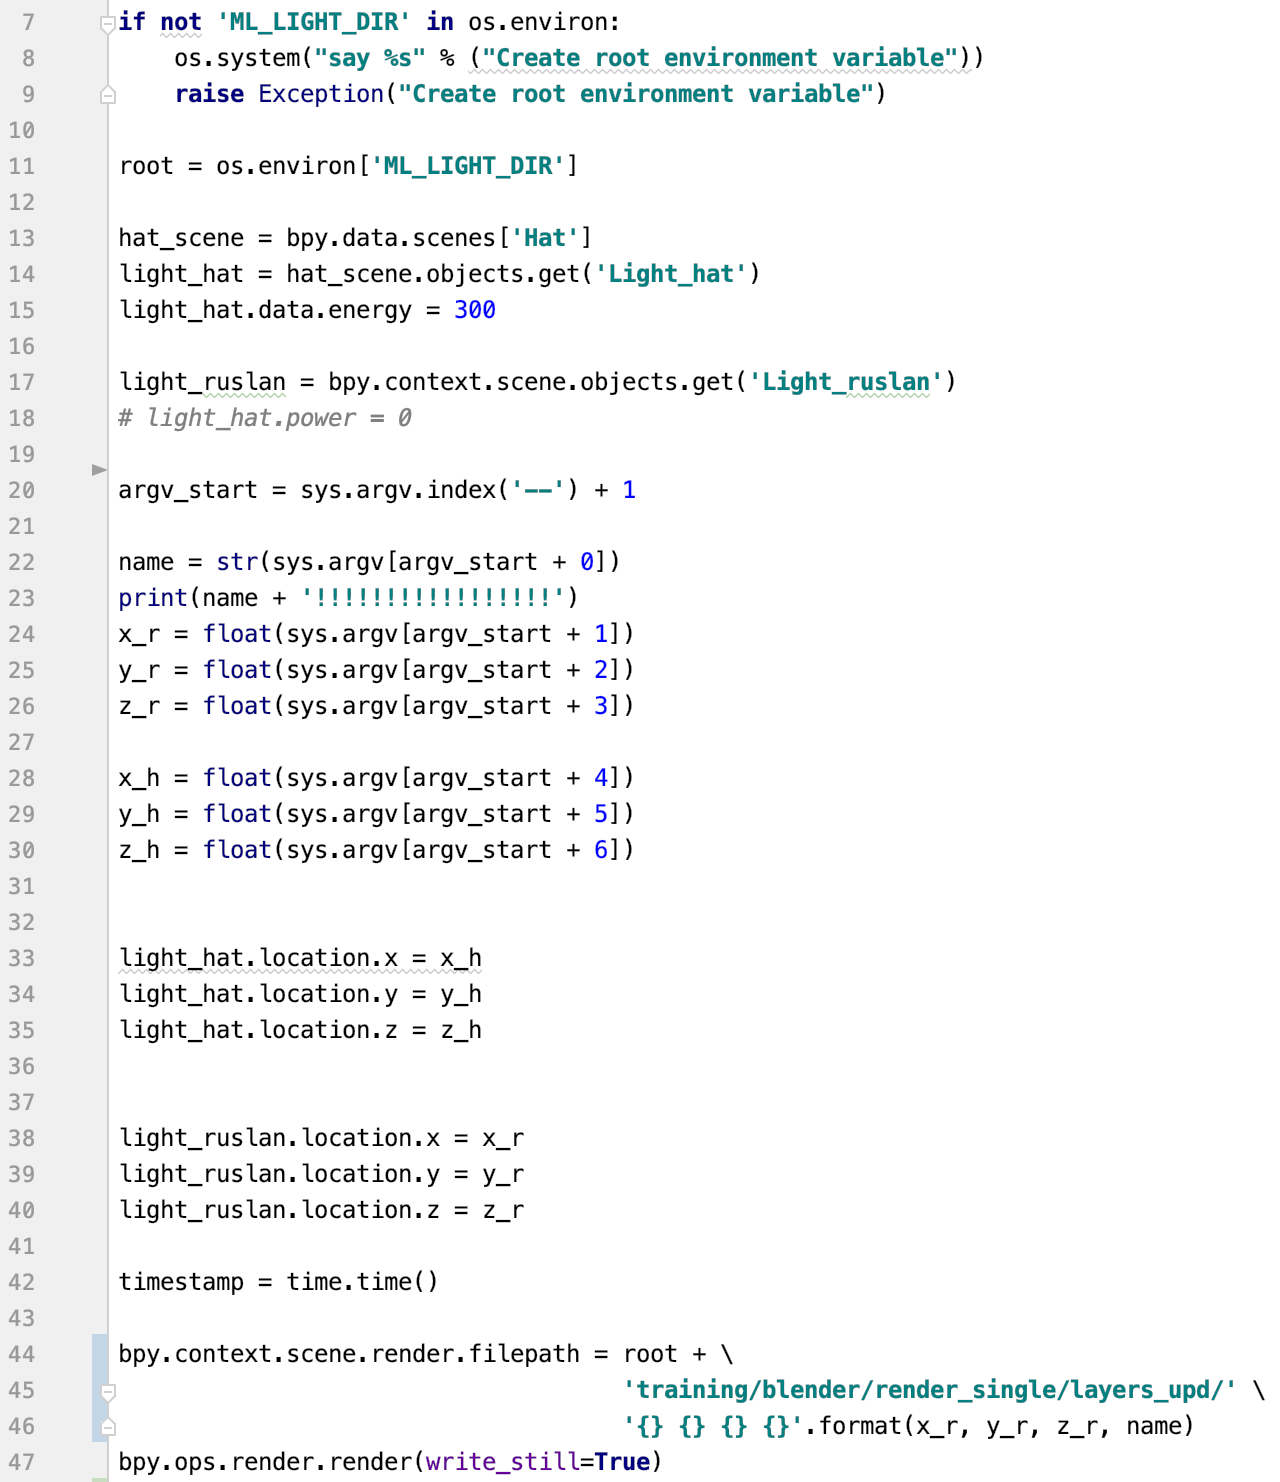 7 if not 'ML_LIGHT_DIR' in os.environ:
8     os.system("say %s" % ("Create root environment variable"))
9     raise Exception("Create root environment variable")
10
11 root = os.environ['ML_LIGHT_DIR']
12
13 hat_scene = bpy.data.scenes['Hat']
14 light_hat = hat_scene.objects.get('Light_hat')
15 light_hat.data.energy = 300
16
17 light_ruslan = bpy.context.scene.objects.get('Light_ruslan')
18 # light_hat.power = 0
19
20 argv_start = sys.argv.index('--') + 1
21
22 name = str(sys.argv[argv_start + 0])
23 print(name + '!!!!!!!!!!!!!!!!!')
24 x_r = float(sys.argv[argv_start + 1])
25 y_r = float(sys.argv[argv_start + 2])
26 z_r = float(sys.argv[argv_start + 3])
27
28 x_h = float(sys.argv[argv_start + 4])
29 y_h = float(sys.argv[argv_start + 5])
30 z_h = float(sys.argv[argv_start + 6])
31
32
33 light_hat.location.x = x_h
34 light_hat.location.y = y_h
35 light_hat.location.z = z_h
36
37
38 light_ruslan.location.x = x_r
39 light_ruslan.location.y = y_r
40 light_ruslan.location.z = z_r
41
42 timestamp = time.time()
43
44 bpy.context.scene.render.filepath = root + \
45                                     'training/blender/render_single/layers_upd/' \
46                                     '{} {} {} {}'.format(x_r, y_r, z_r, name)
47 bpy.ops.render.render(write_still=True)